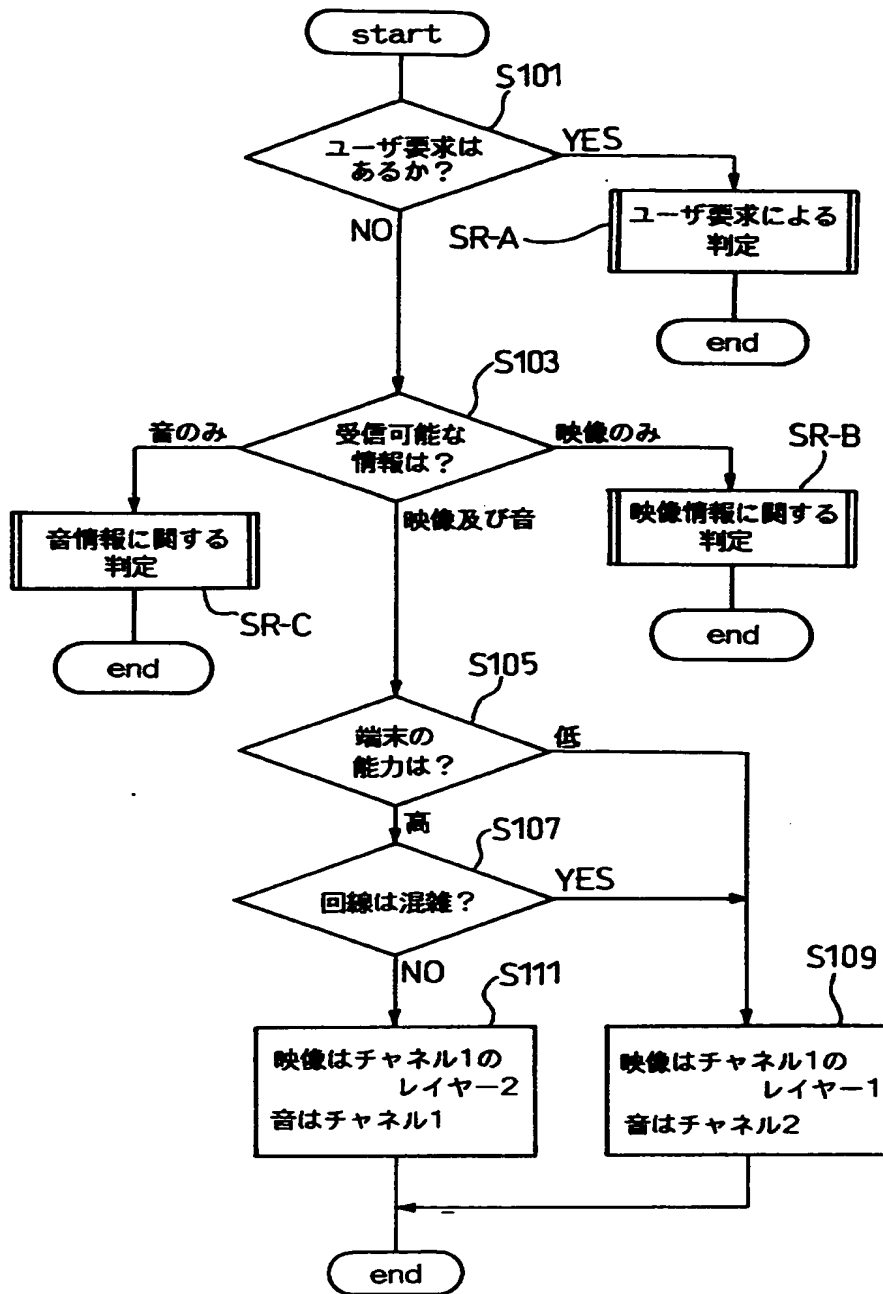 start
S101
ユーザ要求は
あるか?
YES
NO
SR-A
ユーザ要求による
判定
end
S103
受信可能な
情報は?
音のみ
映像のみ
SR-B
映像及び音
音情報に関する
判定
SR-C
end
映像情報に関する
判定
end
S105
端末の
能力は?
低
高
S107
回線は混雑?
YES
NO
S111
映像はチャネル1の
レイヤー2
音はチャネル1
S109
映像はチャネル1の
レイヤー1
音はチャネル2
end